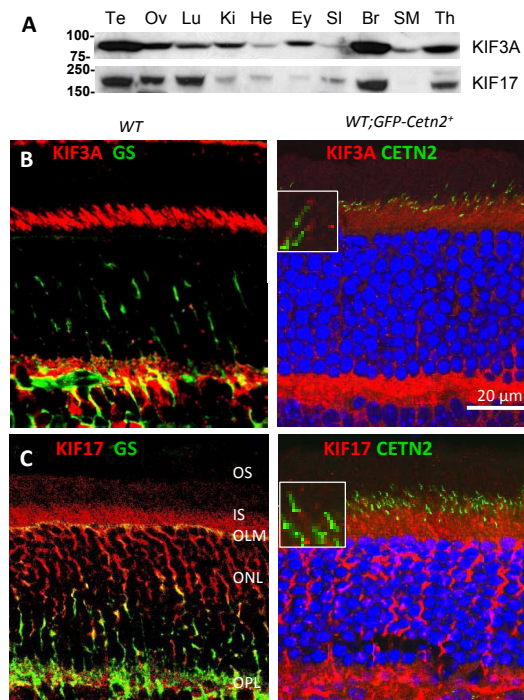 A
Te Ov Lu Ki He Ey Sl Br SM Th
100-
75-
KIF3A
250
150-
KIF17
WT
WT;GFP-Cetn2+
B
KIF3A GS
KIF3A CETN2
20 µm
C
KIF17 GS
KIF17 CETN2
OS
IS
OLM
ONL
OPL